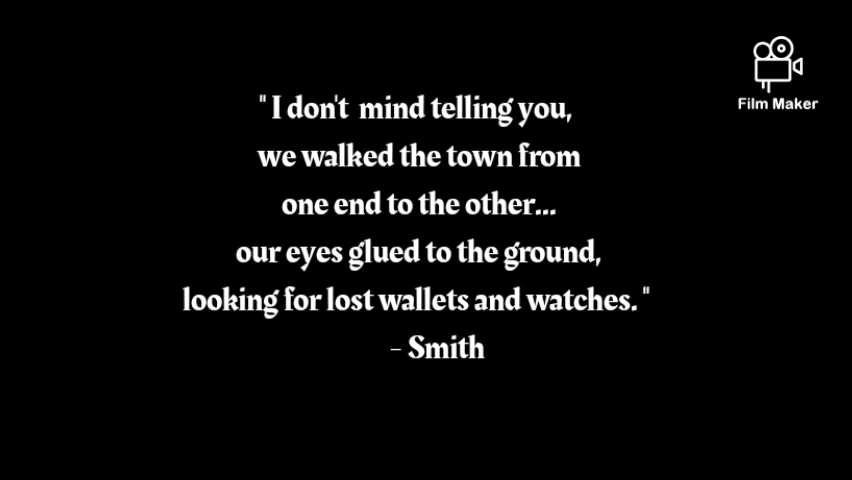 " I don't mind telling you,
we walked the town from
one end to the other...
our eyes glued to the ground,
looking for lost wallets and watches. "
- Smith
Film Maker